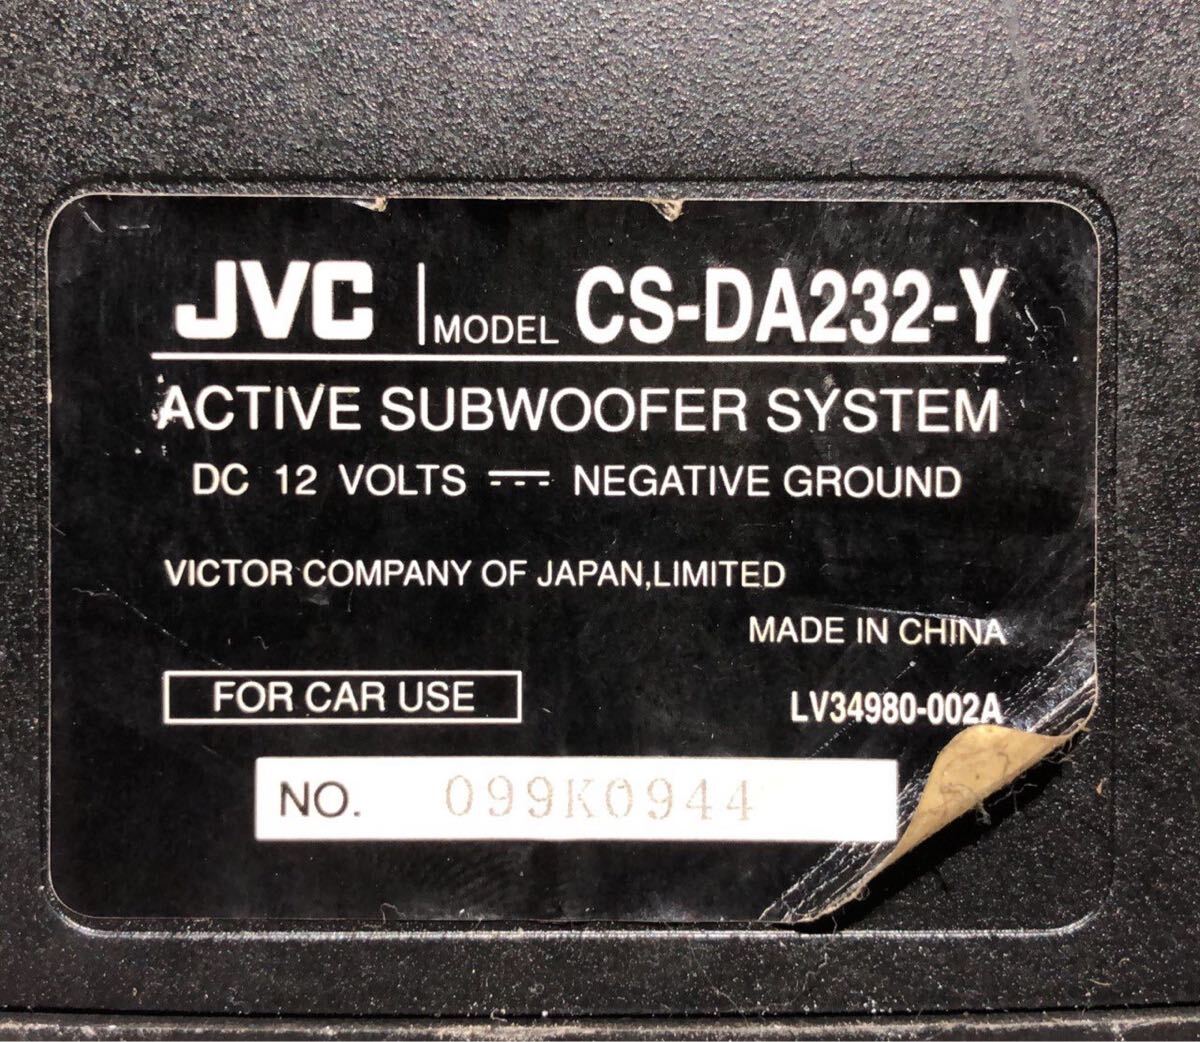 JVC MODEL CS-DA232-Y
ACTIVE SUBWOOFER SYSTEM
DC 12 VOLTS ⎓ NEGATIVE GROUND
VICTOR COMPANY OF JAPAN,LIMITED
MADE IN CHINA
FOR CAR USE LV34980-002A
NO. 099K0944